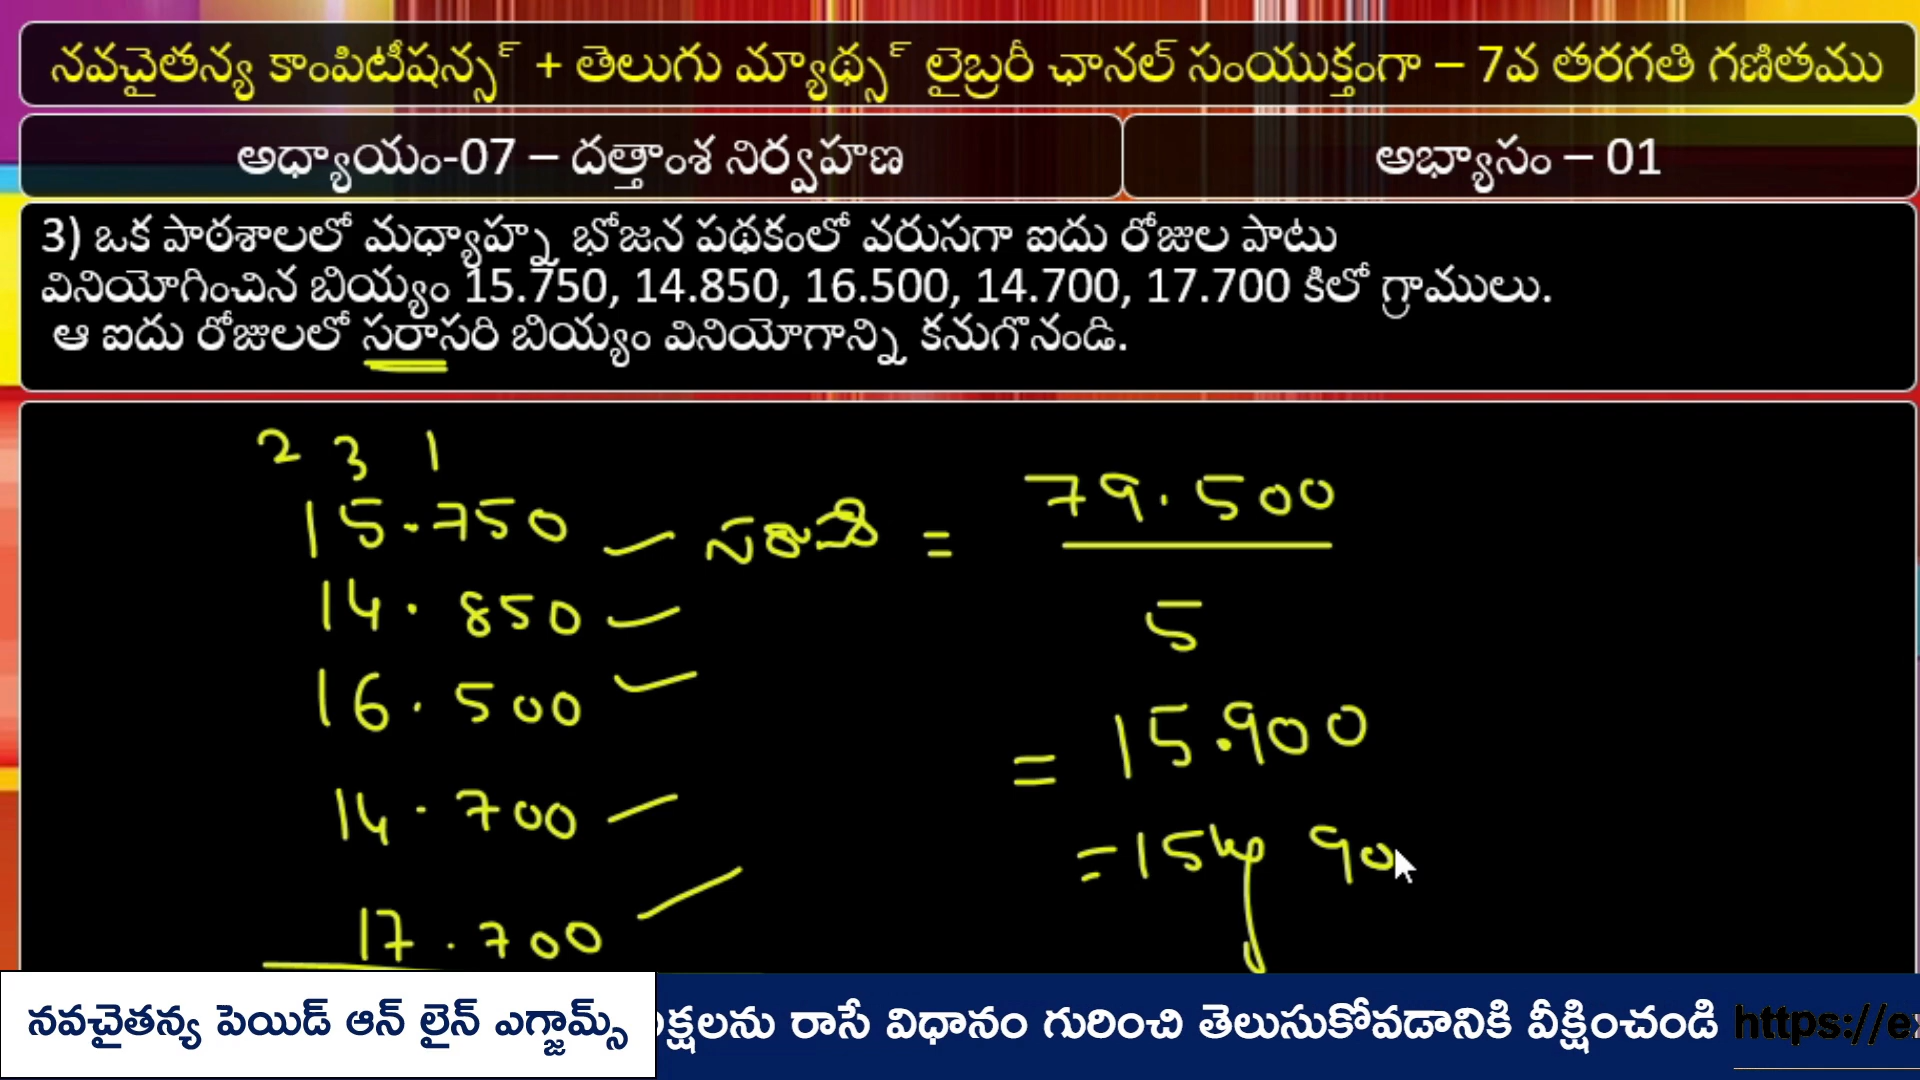 నవచైతన్య కాంపిటీషన్స్ + తెలుగు మ్యాథ్స్ లైబ్రరీ ఛానల్ సంయుక్తంగా – 7వ తరగతి గణితము
అధ్యాయం-07 – దత్తాంశ నిర్వహణ
అభ్యాసం – 01
3) ఒక పాఠశాలలో మధ్యాహ్న భోజన పథకంలో వరుసగా ఐదు రోజుల పాటు
వినియోగించిన బియ్యం 15.750, 14.850, 16.500, 14.700, 17.700 కిలో గ్రాములు.
ఆ ఐదు రోజులలో సరాసరి బియ్యం వినియోగాన్ని కనుగొనండి.
2 3 1
15.750
14.850
16.500
14.700
17.700
సరాసరి = 79.500
5
= 15.900
= 15kg 90
నవచైతన్య పెయిడ్ ఆన్ లైన్ ఎగ్జామ్స్
క్షలను రాసే విధానం గురించి తెలుసుకోవడానికి వీక్షించండి https://e